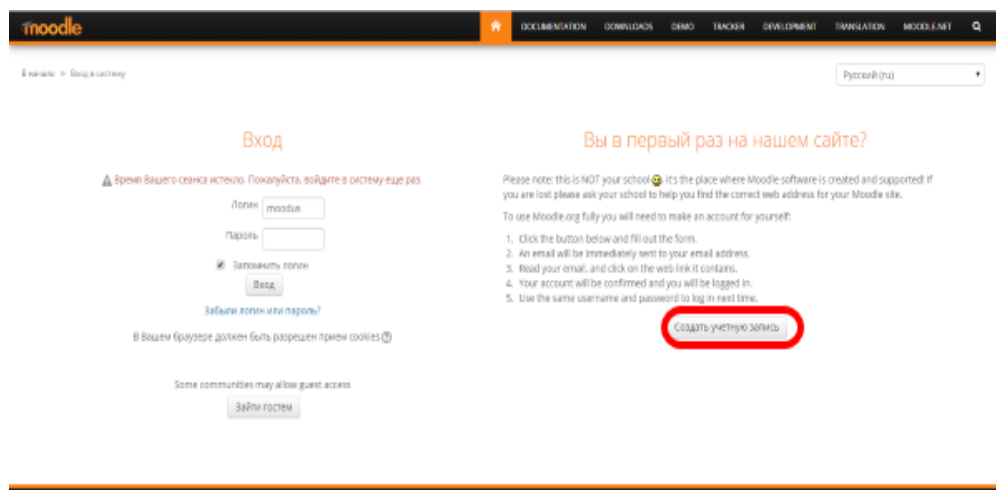 moodle
DOCUMENTATION DOWNLOADS DEMO TRACKER DEVELOPMENT TRANSLATION MOODLE.NET
В начало ► Вход в систему
Русский (ru)
Вход
Время Вашего сеанса истекло. Пожалуйста, войдите в систему еще раз.
Логин moodus
Пароль
Запомнить логин
Вход
Забыли логин или пароль?
В Вашем браузере должен быть разрешен прием cookies
Some communities may allow guest access
Зайти гостем
Вы в первый раз на нашем сайте?
Please note: this is NOT your school , it's the place where Moodle software is created and supported! If
you are lost please ask your school to help you find the correct web address for your Moodle site.
To use Moodle.org fully you will need to make an account for yourself:
1. Click the button below and fill out the form.
2. An email will be immediately sent to your email address.
3. Read your email, and click on the web link it contains.
4. Your account will be confirmed and you will be logged in.
5. Use the same username and password to log in next time.
Создать учетную запись